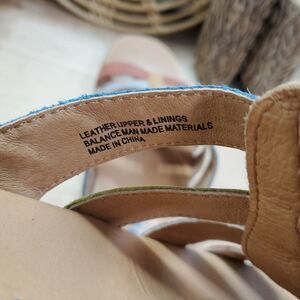 LEATHER UPPER & LININGS
BALANCE MAN MADE MATERIALS
MADE IN CHINA